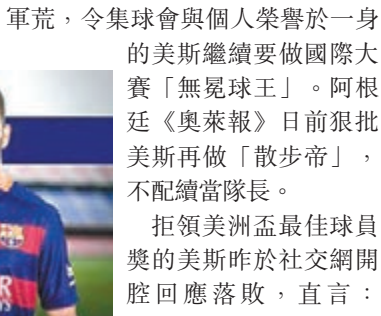 軍荒，令集球會與個人榮譽於一身
的美斯繼續要做國際大
賽「無冕球王」。阿根
廷《奧萊報》日前狠批
美斯再做「散步帝」，
不配續當隊長。
拒領美洲盃最佳球員
獎的美斯昨於社交網開
腔回應落敗，直言：